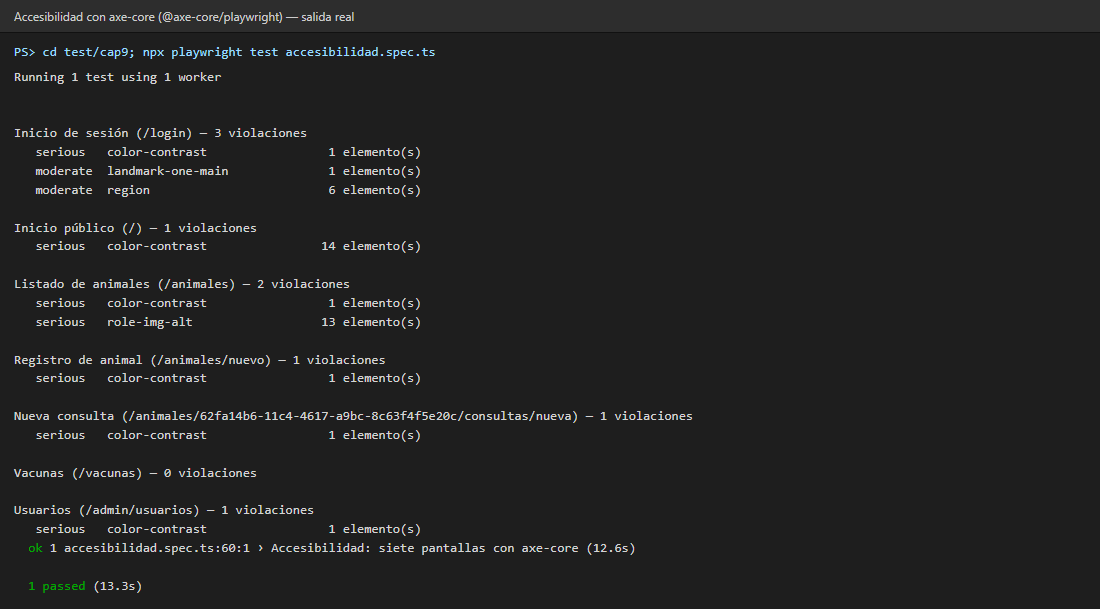 Accesibilidad con axe-core (@axe-core/playwright) — salida real
PS> cd test/cap9; npx playwright test accesibilidad.spec.ts
Running 1 test using 1 worker
Inicio de sesión (/login) — 3 violaciones
serious color-contrast 1 elemento(s)
moderate landmark-one-main 1 elemento(s)
moderate region 6 elemento(s)
Inicio público (/) — 1 violaciones
serious color-contrast 14 elemento(s)
Listado de animales (/animales) — 2 violaciones
serious color-contrast 1 elemento(s)
serious role-img-alt 13 elemento(s)
Registro de animal (/animales/nuevo) — 1 violaciones
serious color-contrast 1 elemento(s)
Nueva consulta (/animales/62fa14b6-11c4-4617-a9bc-8c63f4f5e20c/consultas/nueva) — 1 violaciones
serious color-contrast 1 elemento(s)
Vacunas (/vacunas) — 0 violaciones
Usuarios (/admin/usuarios) — 1 violaciones
serious color-contrast 1 elemento(s)
ok 1 accesibilidad.spec.ts:60:1 › Accesibilidad: siete pantallas con axe-core (12.6s)
1 passed (13.3s)